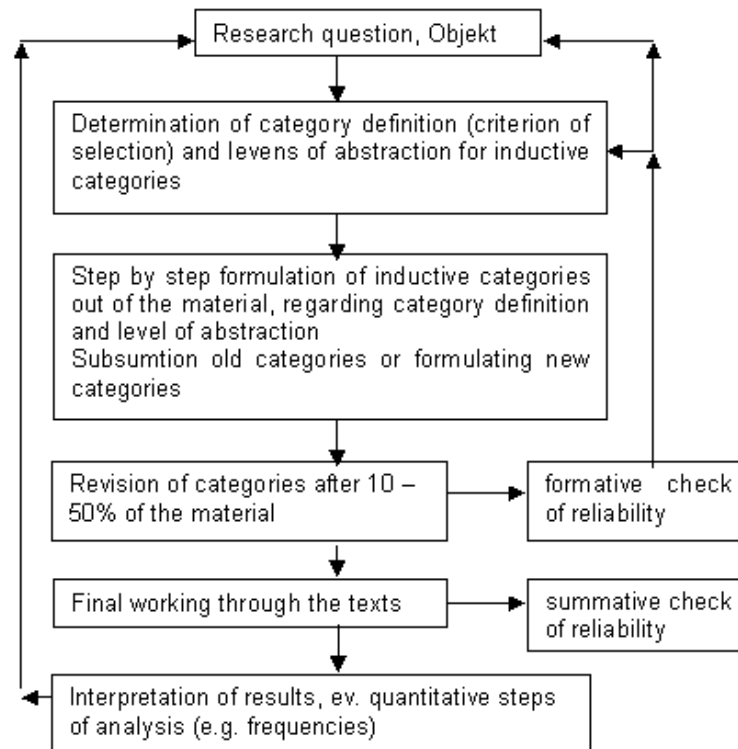 Research question, Objekt
Determination of category definition (criterion of
selection) and levens of abstraction for inductive
categories
Step by step formulation of inductive categories
out of the material, regarding category definition
and level of abstraction
Subsumtion old categories or formulating new
categories
Revision of categories after 10 –
50% of the material
formative check
of reliability
Final working through the texts
summative check
of reliability
Interpretation of results, ev. quantitative steps
of analysis (e.g. frequencies)